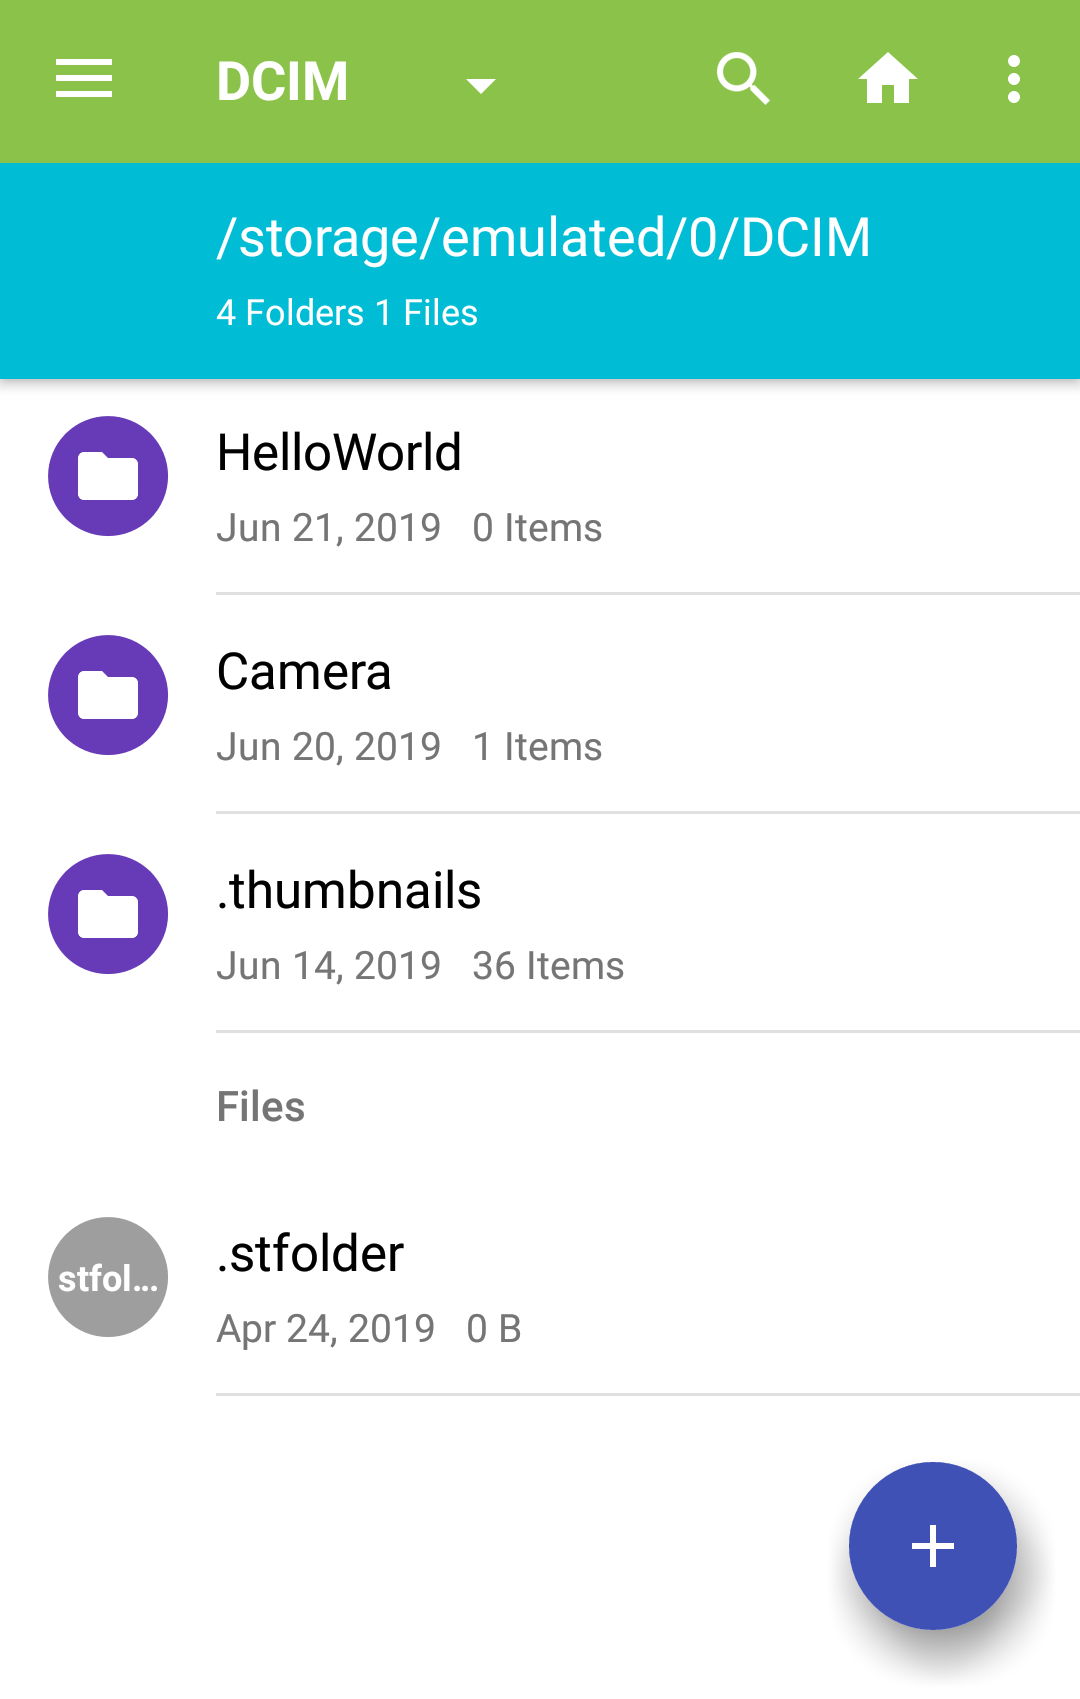 DCIM
/storage/emulated/0/DCIM
4 Folders 1 Files
HelloWorld
Jun 21, 2019 0 Items
Camera
Jun 20, 2019 1 Items
.thumbnails
Jun 14, 2019 36 Items
Files
stfol...
.stfolder
Apr 24, 2019 0 B